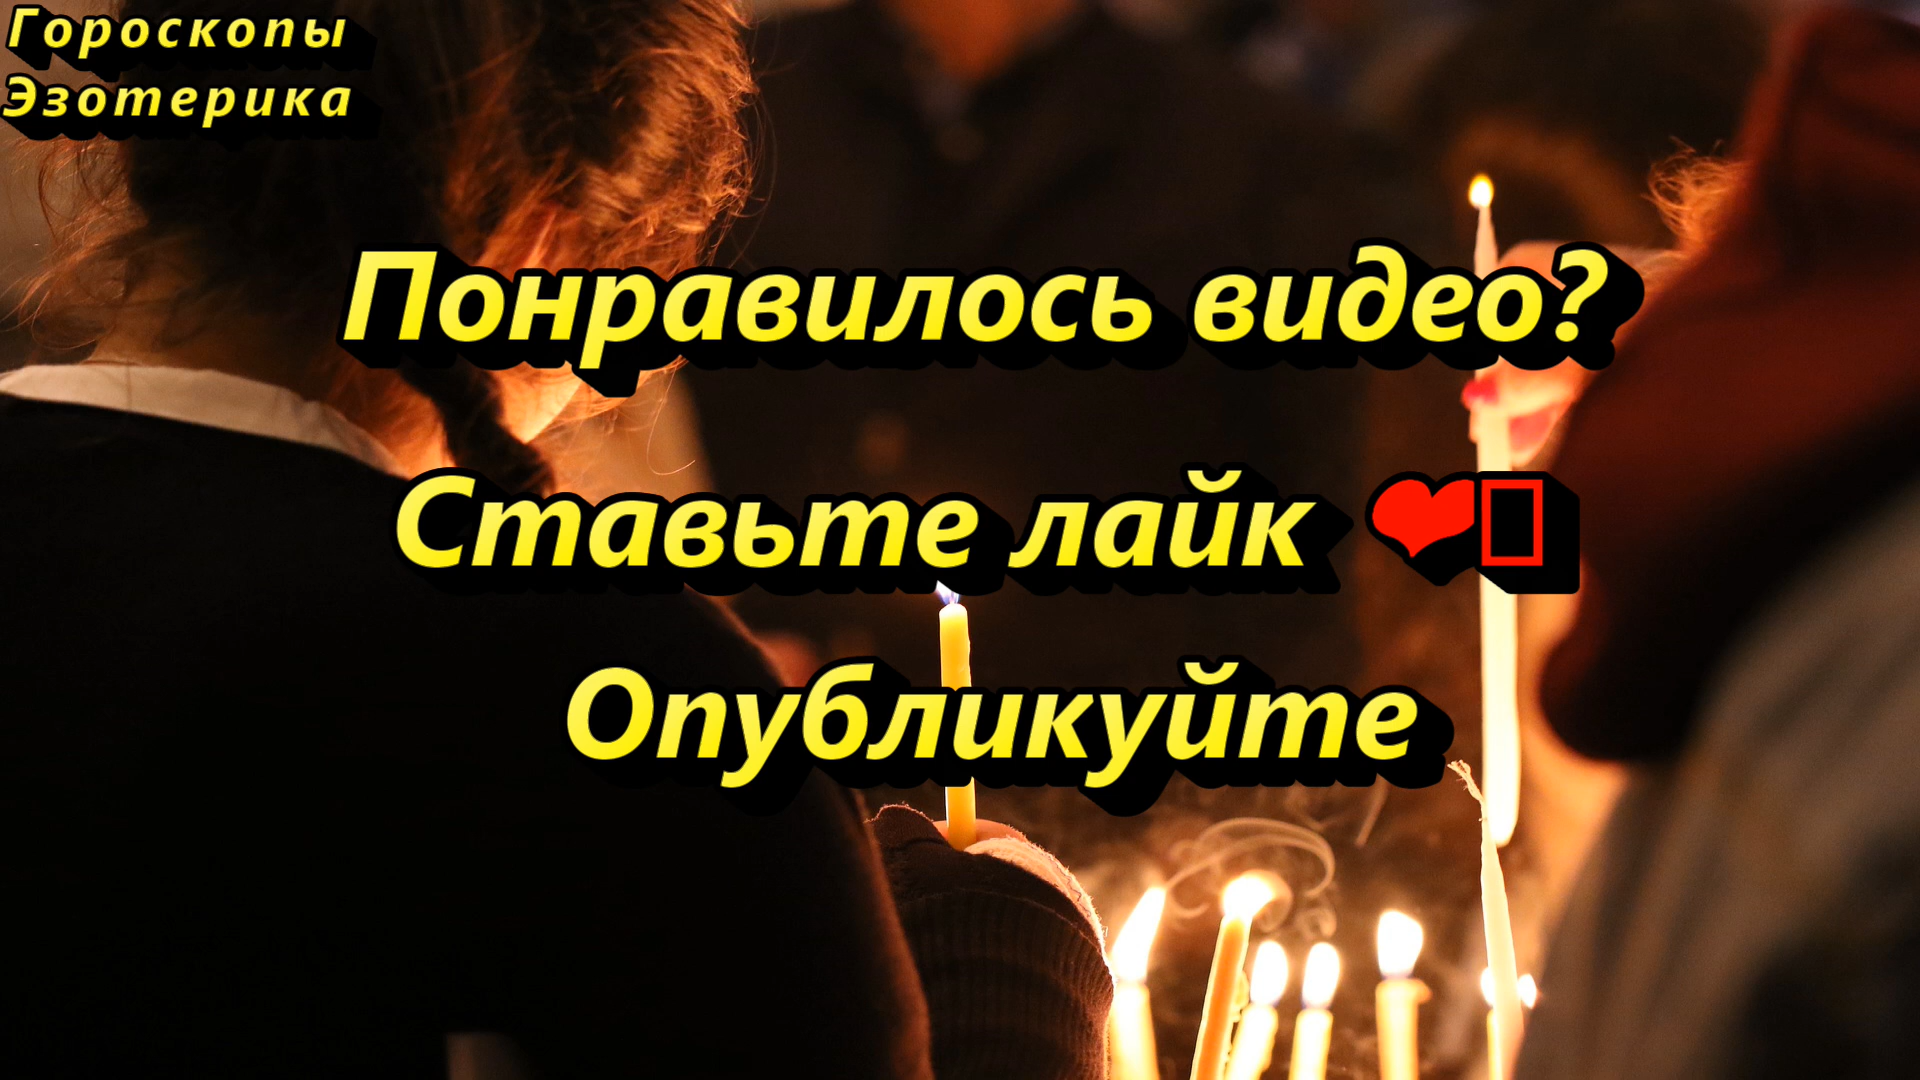 Гороскопы
Эзотерика
Понравилось видео?
Ставьте лайк ❤
Опубликуйте